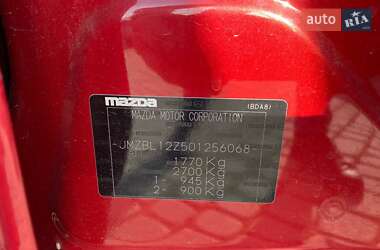 auto RIA
mazda
(BDA8)
MAZDA MOTOR CORPORATION
JMZBL12Z501256068
1770 Kg
2700 Kg
1- 945 Kg
2- 900 Kg